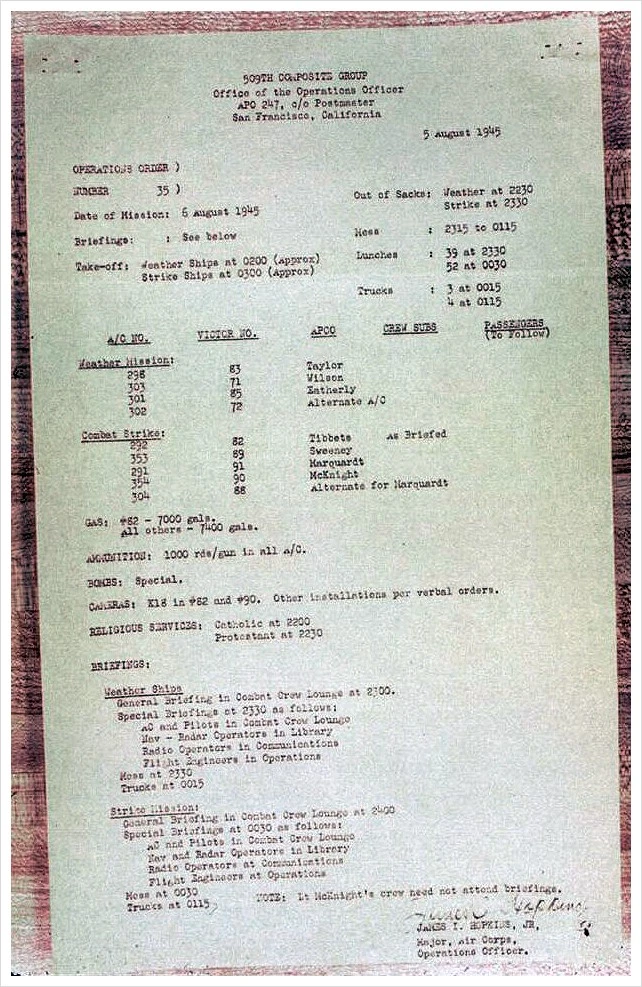 509TH COMPOSITE GROUP
Office of the Operations Officer
APO 247, c/o Postmaster
San Francisco, California
5 August 1945
OPERATIONS ORDER )
NUMBER 35 )
Date of Mission: 6 August 1945
Briefings: : See below
Take-off: Weather Ships at 0200 (Approx)
Strike Ships at 0300 (Approx)
Out of Sacks: Weather at 2230
Strike at 2330
Mess : 2315 to 0115
Lunches : 39 at 2330
52 at 0030
Trucks : 3 at 0015
4 at 0115
A/C NO. VICTOR NO. APCO CREW SUBS PASSENGERS
(To Follow)
Weather Mission:
298 83 Taylor
303 71 Wilson
301 85 Eatherly
302 72 Alternate A/C
Combat Strike:
292 82 Tibbets As Briefed
353 89 Sweeney
291 91 Marquardt
354 90 McKnight
304 88 Alternate for Marquardt
GAS: #82 - 7000 gals.
All others - 7400 gals.
AMMUNITION: 1000 rds/gun in all A/C.
BOMBS: Special.
CAMERAS: K18 in #82 and #90. Other installations per verbal orders.
RELIGIOUS SERVICES: Catholic at 2200
Protestant at 2230
BRIEFINGS:
Weather Ships
General Briefing in Combat Crew Lounge at 2300.
Special Briefings at 2330 as follows:
AC and Pilots in Combat Crew Lounge
Nav - Radar Operators in Library
Radio Operators in Communications
Flight Engineers in Operations
Mess at 2330
Trucks at 0015
Strike Mission:
General Briefing in Combat Crew Lounge at 2400
Special Briefings at 0030 as follows:
AC and Pilots in Combat Crew Lounge
Nav and Radar Operators in Library
Radio Operators at Communications
Flight Engineers at Operations
Mess at 0030
Trucks at 0115
NOTE: Lt McKnight's crew need not attend briefings.
JAMES I. HOPKINS, JR.
Major, Air Corps,
Operations Officer.